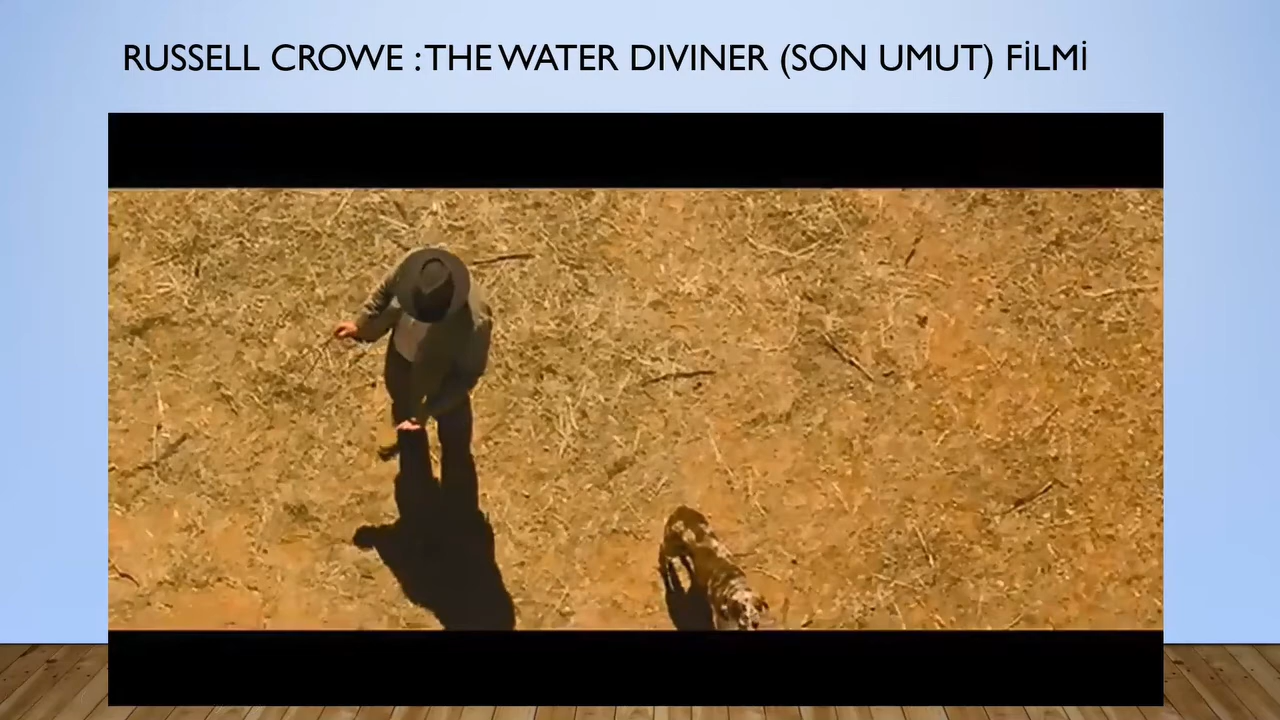 RUSSELL CROWE : THE WATER DIVINER (SON UMUT) FİLMİ